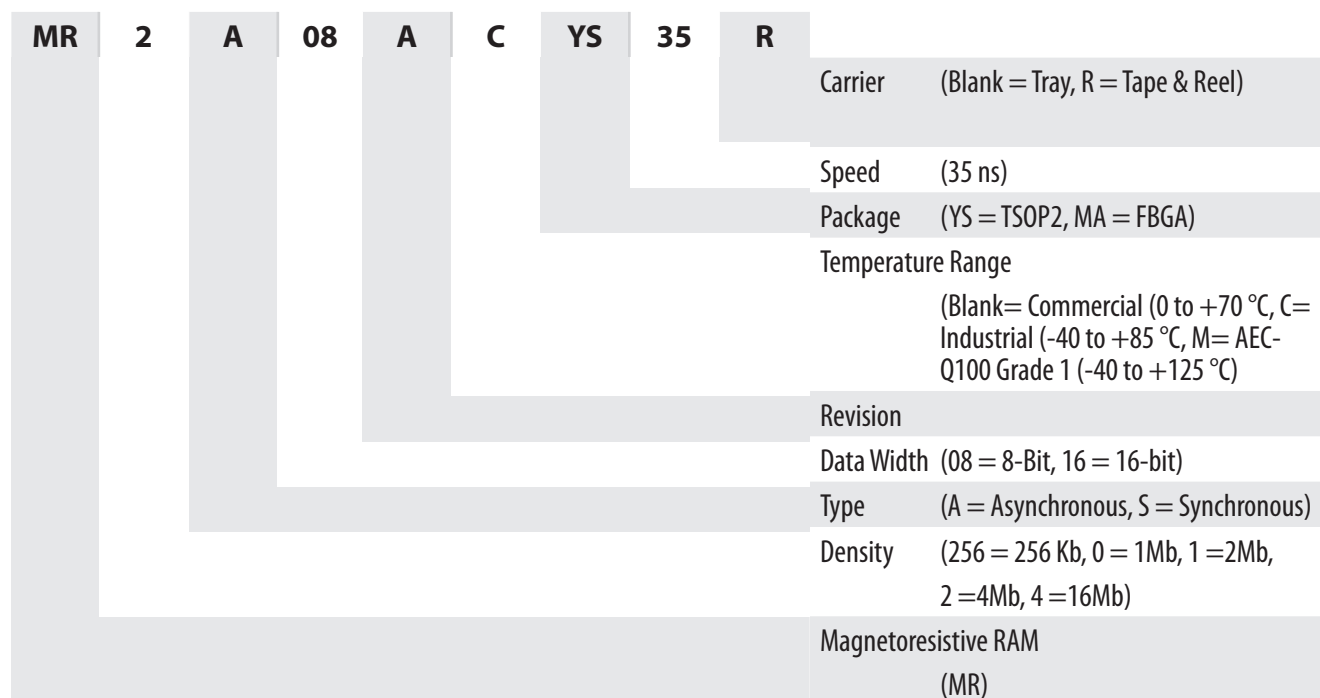 MR 2 A 08 A C YS 35 R
Carrier (Blank = Tray, R = Tape & Reel)
Speed (35 ns)
Package (YS = TSOP2, MA = FBGA)
Temperature Range
(Blank= Commercial (0 to +70 °C, C=
Industrial (-40 to +85 °C, M= AEC-
Q100 Grade 1 (-40 to +125 °C)
Revision
Data Width (08 = 8-Bit, 16 = 16-bit)
Type (A = Asynchronous, S = Synchronous)
Density (256 = 256 Kb, 0 = 1Mb, 1 =2Mb,
2 =4Mb, 4 =16Mb)
Magnetoresistive RAM
(MR)